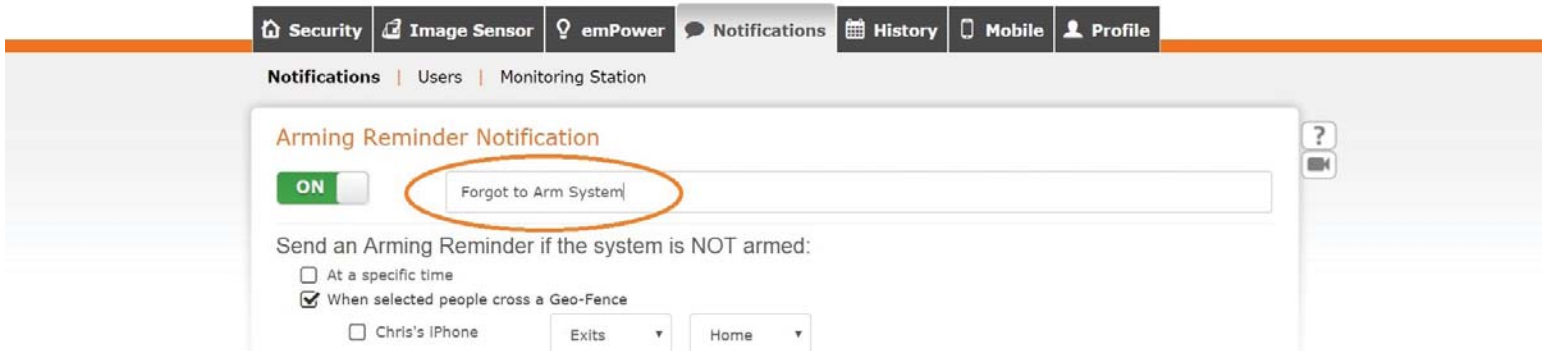 Security Image Sensor emPower Notifications History Mobile Profile
Notifications | Users | Monitoring Station
Arming Reminder Notification
?
ON Forgot to Arm System
Send an Arming Reminder if the system is NOT armed:
At a specific time
When selected people cross a Geo-Fence
Chris's iPhone Exits Home